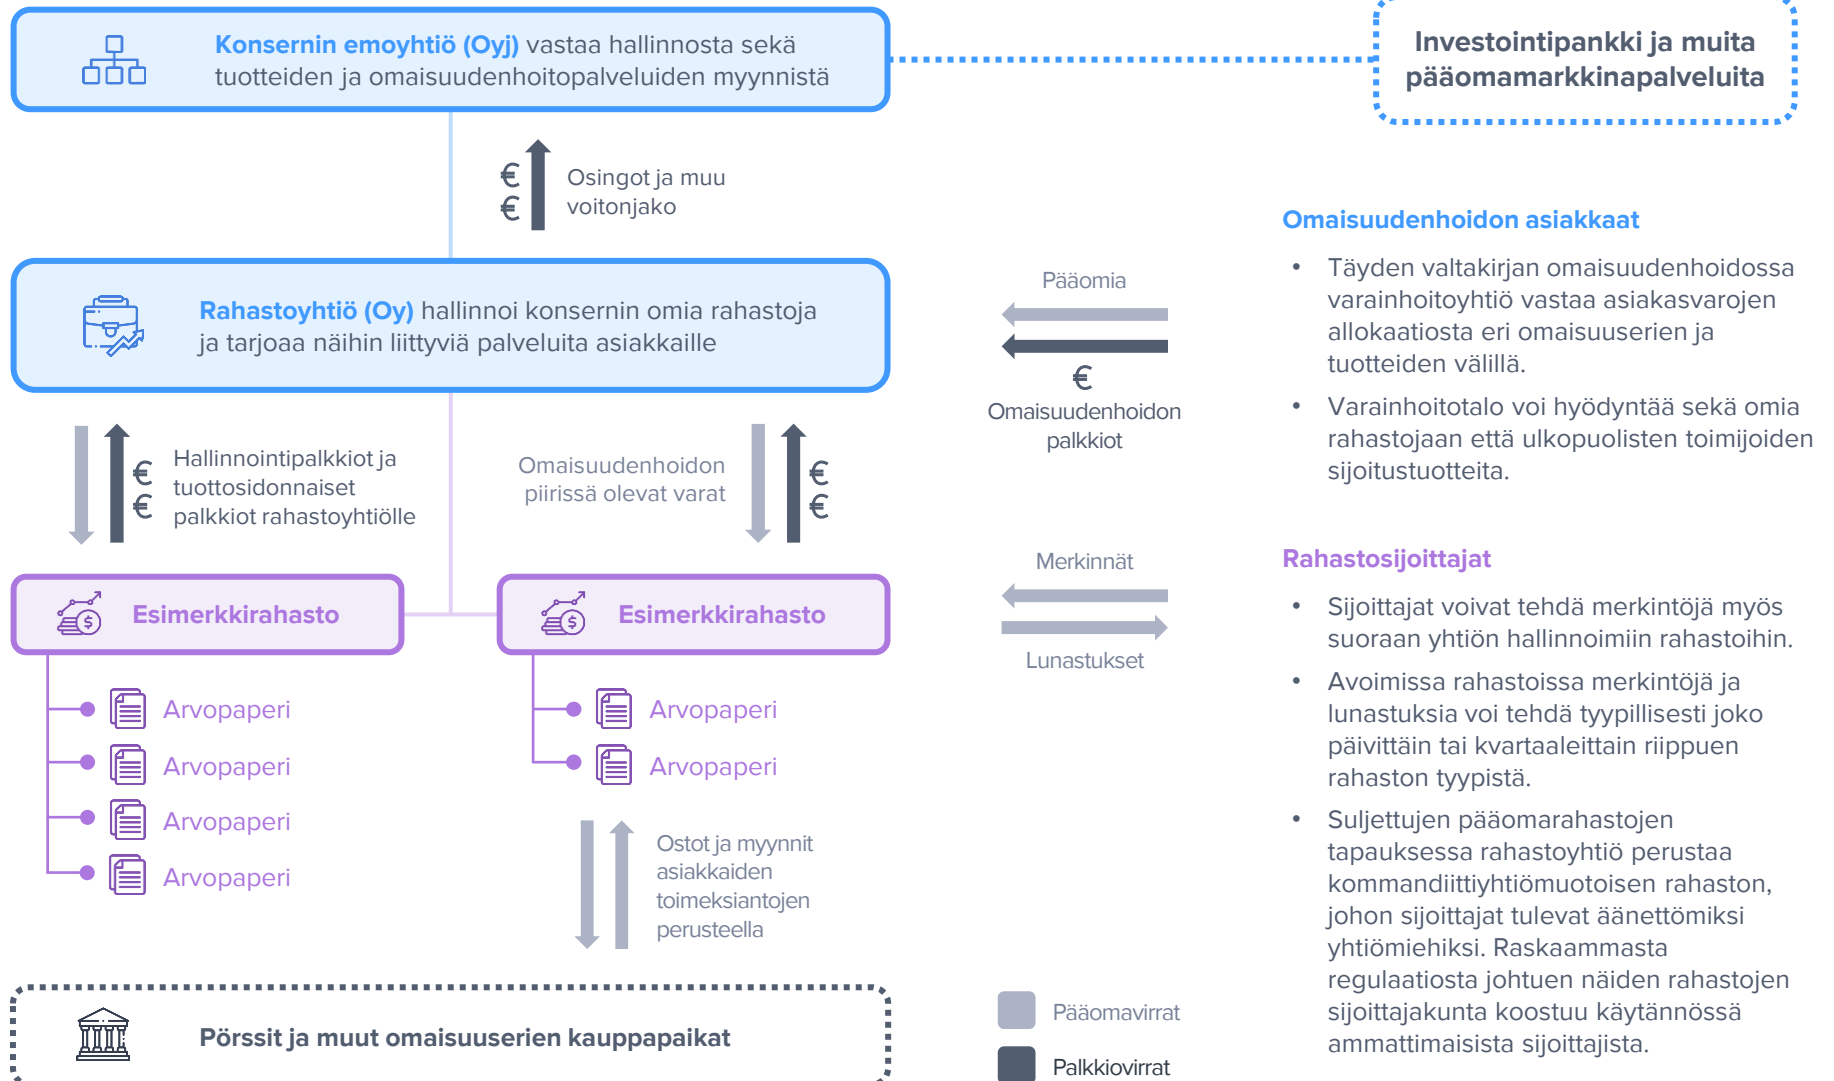 Konsernin emoyhtiö (Oyj) vastaa hallinnosta sekä
tuotteiden ja omaisuudenhoitopalveluiden myynnistä
Investointipankki ja muita
pääomamarkkinapalveluita
€
€
Osingot ja muu
voitonjako
Rahastoyhtiö (Oy) hallinnoi konsernin omia rahastoja
ja tarjoaa näihin liittyviä palveluita asiakkaille
€
€
Hallinnointipalkkiot ja
tuottosidonnaiset
palkkiot rahastoyhtiölle
Omaisuudenhoidon
piirissä olevat varat
€
€
Esimerkkirahasto
Arvopaperi
Arvopaperi
Arvopaperi
Arvopaperi
Esimerkkirahasto
Arvopaperi
Arvopaperi
Ostot ja myynnit
asiakkaiden
toimeksiantojen
perusteella
Pörssit ja muut omaisuuserien kauppapaikat
Pääomia
€
Omaisuudenhoidon
palkkiot
Merkinnät
Lunastukset
Pääomavirrat
Palkkiovirrat
Omaisuudenhoidon asiakkaat
• Täyden valtakirjan omaisuudenhoidossa
varainhoitoyhtiö vastaa asiakasvarojen
allokaatiosta eri omaisuuserien ja
tuotteiden välillä.
• Varainhoitotalo voi hyödyntää sekä omia
rahastojaan että ulkopuolisten toimijoiden
sijoitustuotteita.
Rahastosijoittajat
• Sijoittajat voivat tehdä merkintöjä myös
suoraan yhtiön hallinnoimiin rahastoihin.
• Avoimissa rahastoissa merkintöjä ja
lunastuksia voi tehdä tyypillisesti joko
päivittäin tai kvartaaleittain riippuen
rahaston tyypistä.
• Suljettujen pääomarahastojen
tapauksessa rahastoyhtiö perustaa
kommandiittiyhtiömuotoisen rahaston,
johon sijoittajat tulevat äänettömiksi
yhtiömiehiksi. Raskaammasta
regulaatiosta johtuen näiden rahastojen
sijoittajakunta koostuu käytännössä
ammattimaisista sijoittajista.